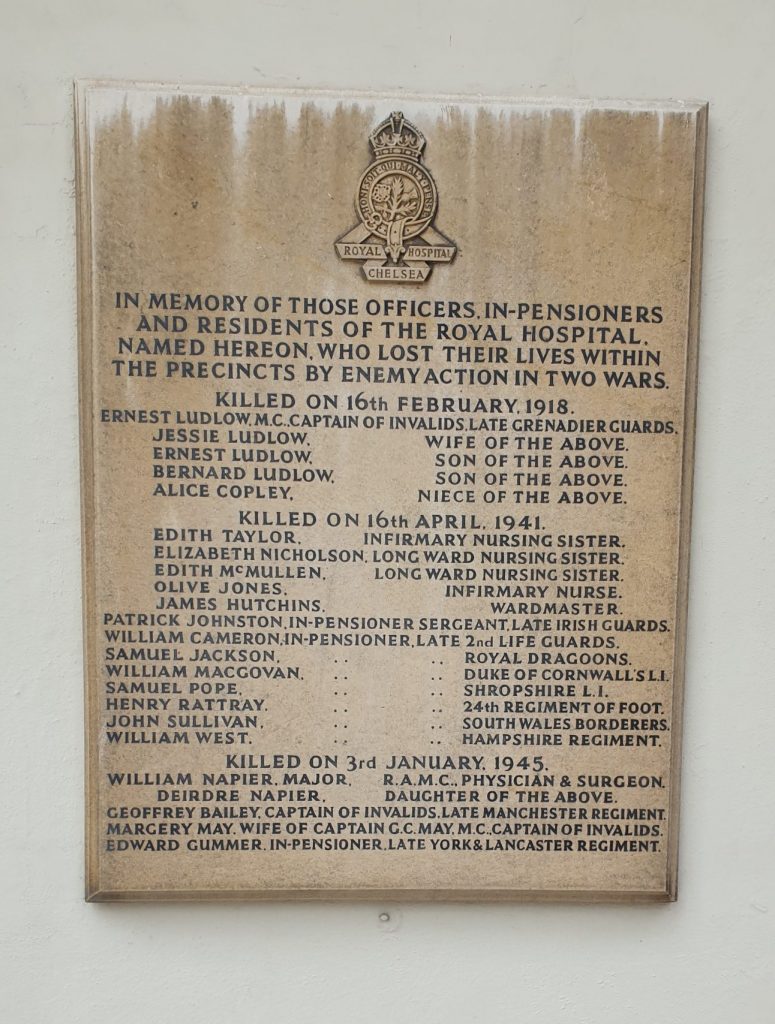 HONI·SOIT·QUI·MAL·Y·PENSE
ROYAL HOSPITAL
CHELSEA
IN MEMORY OF THOSE OFFICERS, IN-PENSIONERS
AND RESIDENTS OF THE ROYAL HOSPITAL,
NAMED HEREON, WHO LOST THEIR LIVES WITHIN
THE PRECINCTS BY ENEMY ACTION IN TWO WARS.
KILLED ON 16th FEBRUARY, 1918.
ERNEST LUDLOW, M.C., CAPTAIN OF INVALIDS, LATE GRENADIER GUARDS.
JESSIE LUDLOW, WIFE OF THE ABOVE.
ERNEST LUDLOW, SON OF THE ABOVE.
BERNARD LUDLOW, SON OF THE ABOVE.
ALICE COPLEY, NIECE OF THE ABOVE.
KILLED ON 16th APRIL, 1941.
EDITH TAYLOR, INFIRMARY NURSING SISTER.
ELIZABETH NICHOLSON, LONG WARD NURSING SISTER.
EDITH McMULLEN, LONG WARD NURSING SISTER.
OLIVE JONES, INFIRMARY NURSE.
JAMES HUTCHINS, WARDMASTER.
PATRICK JOHNSTON, IN-PENSIONER SERGEANT, LATE IRISH GUARDS.
WILLIAM CAMERON, IN-PENSIONER, LATE 2nd LIFE GUARDS.
SAMUEL JACKSON, .. .. ROYAL DRAGOONS.
WILLIAM MACGOVAN, .. .. DUKE OF CORNWALL'S L.I.
SAMUEL POPE, .. .. SHROPSHIRE L.I.
HENRY RATTRAY, .. .. 24th REGIMENT OF FOOT.
JOHN SULLIVAN, .. .. SOUTH WALES BORDERERS.
WILLIAM WEST, .. .. HAMPSHIRE REGIMENT.
KILLED ON 3rd JANUARY, 1945.
WILLIAM NAPIER, MAJOR, R.A.M.C., PHYSICIAN & SURGEON.
DEIRDRE NAPIER, DAUGHTER OF THE ABOVE.
GEOFFREY BAILEY, CAPTAIN OF INVALIDS, LATE MANCHESTER REGIMENT.
MARGERY MAY, WIFE OF CAPTAIN G.C. MAY, M.C., CAPTAIN OF INVALIDS.
EDWARD GUMMER, IN-PENSIONER, LATE YORK & LANCASTER REGIMENT.